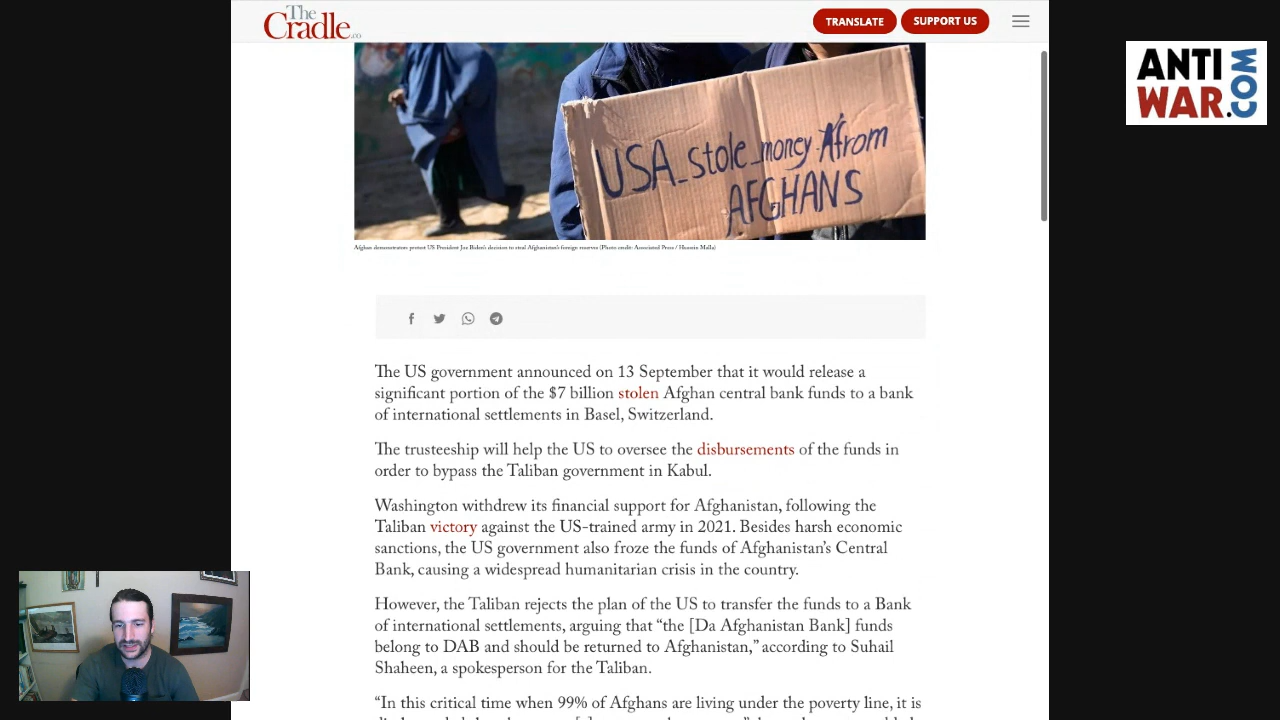 The
Cradle.co
TRANSLATE
SUPPORT US
ANTI
WAR.COM
USA_stole_money from
AFGHANS
Afghan demonstrators protest US President Joe Biden's decision to steal Afghanistan's foreign reserves (Photo credit: Associated Press / Hussein Malla)
The US government announced on 13 September that it would release a
significant portion of the $7 billion stolen Afghan central bank funds to a bank
of international settlements in Basel, Switzerland.
The trusteeship will help the US to oversee the disbursements of the funds in
order to bypass the Taliban government in Kabul.
Washington withdrew its financial support for Afghanistan, following the
Taliban victory against the US-trained army in 2021. Besides harsh economic
sanctions, the US government also froze the funds of Afghanistan's Central
Bank, causing a widespread humanitarian crisis in the country.
However, the Taliban rejects the plan of the US to transfer the funds to a Bank
of international settlements, arguing that “the [Da Afghanistan Bank] funds
belong to DAB and should be returned to Afghanistan,” according to Suhail
Shaheen, a spokesperson for the Taliban.
“In this critical time when 99% of Afghans are living under the poverty line, it is